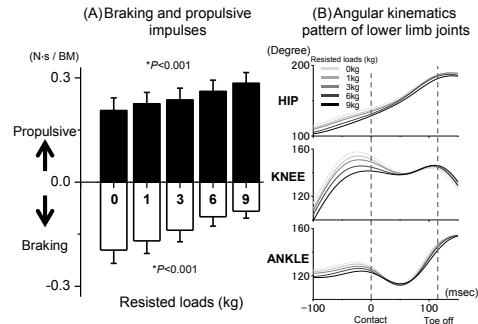 (A)Braking and propulsive
impulses
(N·s / BM)
*P<0.001
0.3
Propulsive
0.0
0 1 3 6 9
Braking
*P<0.001
-0.3
Resisted loads (kg)
(B) Angular kinematics
pattern of lower limb joints
(Degree)
Resisted loads (kg)
0kg
1kg
3kg
6kg
9kg
200
HIP
100
160
KNEE
120
160
ANKLE
120
-100 -50 0 50 100 150
(msec)
Contact Toe off